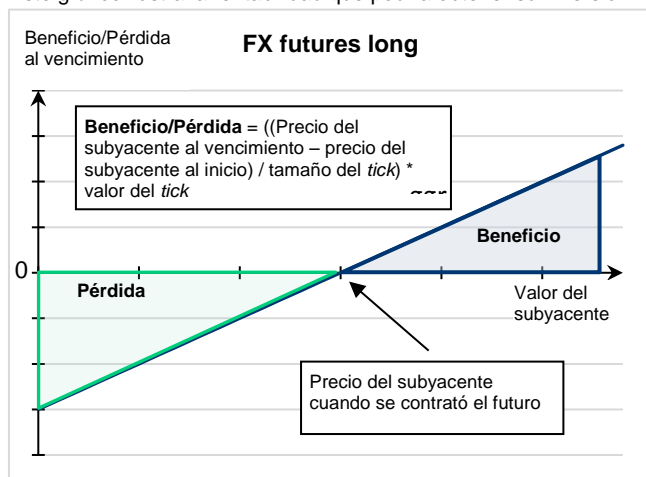 Beneficio/Pérdida
al vencimiento
FX futures long
Beneficio/Pérdida = ((Precio del
subyacente al vencimiento – precio del
subyacente al inicio) / tamaño del tick) *
valor del tick
Beneficio
0
Pérdida
Valor del
subyacente
Precio del subyacente
cuando se contrató el futuro